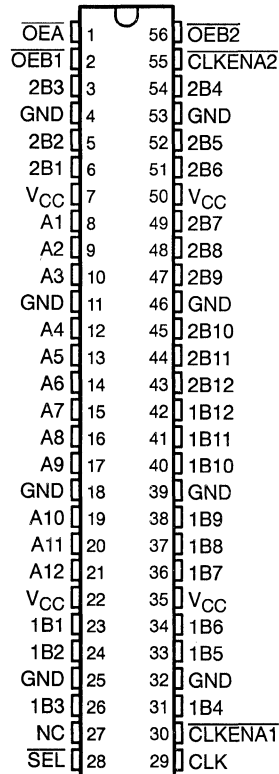 OEA 1 56 OEB2
OEB1 2 55 CLKENA2
2B3 3 54 2B4
GND 4 53 GND
2B2 5 52 2B5
2B1 6 51 2B6
VCC 7 50 VCC
A1 8 49 2B7
A2 9 48 2B8
A3 10 47 2B9
GND 11 46 GND
A4 12 45 2B10
A5 13 44 2B11
A6 14 43 2B12
A7 15 42 1B12
A8 16 41 1B11
A9 17 40 1B10
GND 18 39 GND
A10 19 38 1B9
A11 20 37 1B8
A12 21 36 1B7
VCC 22 35 VCC
1B1 23 34 1B6
1B2 24 33 1B5
GND 25 32 GND
1B3 26 31 1B4
NC 27 30 CLKENA1
SEL 28 29 CLK